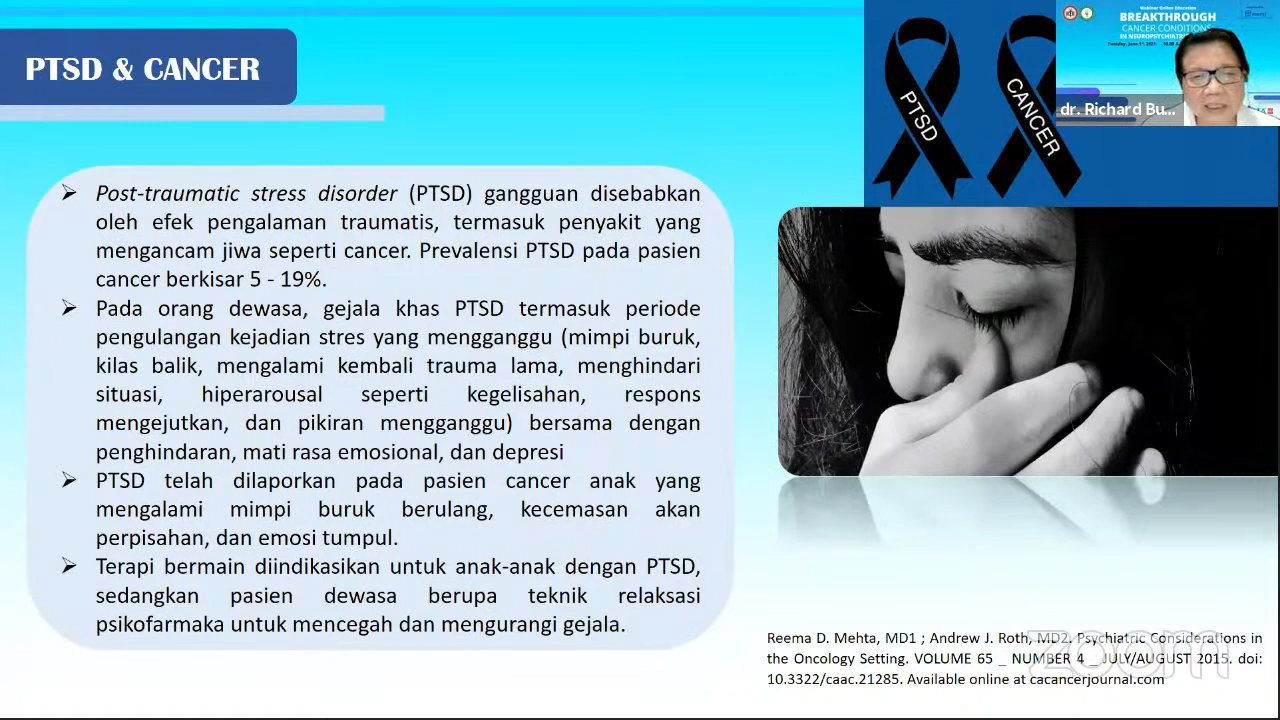 PTSD & CANCER
PTSD
CANCER
Webinar Online Education
BREAKTHROUGH
CANCER CONDITIONS
IN NEUROPSYCHIATRI
dr. Richard Bu...
➢ Post-traumatic stress disorder (PTSD) gangguan disebabkan
oleh efek pengalaman traumatis, termasuk penyakit yang
mengancam jiwa seperti cancer. Prevalensi PTSD pada pasien
cancer berkisar 5 - 19%.
➢ Pada orang dewasa, gejala khas PTSD termasuk periode
pengulangan kejadian stres yang mengganggu (mimpi buruk,
kilas balik, mengalami kembali trauma lama, menghindari
situasi, hiperarousal seperti kegelisahan, respons
mengejutkan, dan pikiran mengganggu) bersama dengan
penghindaran, mati rasa emosional, dan depresi
➢ PTSD telah dilaporkan pada pasien cancer anak yang
mengalami mimpi buruk berulang, kecemasan akan
perpisahan, dan emosi tumpul.
➢ Terapi bermain diindikasikan untuk anak-anak dengan PTSD,
sedangkan pasien dewasa berupa teknik relaksasi
psikofarmaka untuk mencegah dan mengurangi gejala.
Reema D. Mehta, MD1 ; Andrew J. Roth, MD2. Psychiatric Considerations in
the Oncology Setting. VOLUME 65 _ NUMBER 4 _ JULY/AUGUST 2015. doi:
10.3322/caac.21285. Available online at cacancerjournal.com
zoom